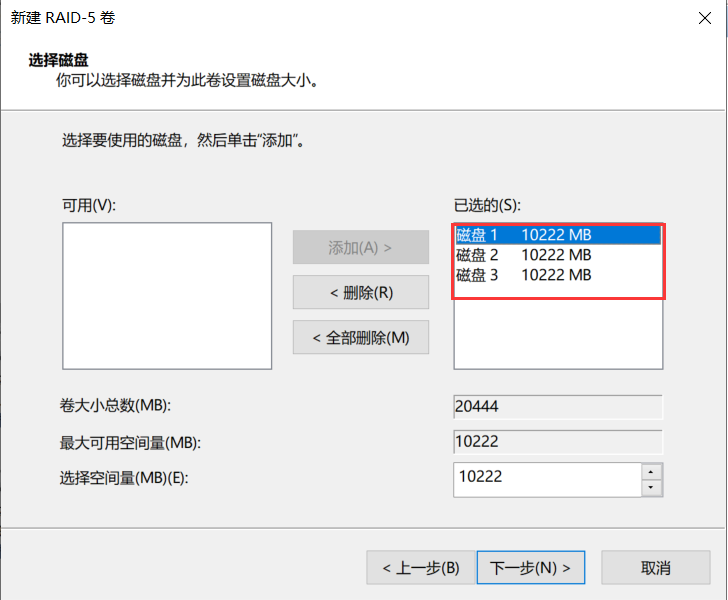 新建 RAID-5 卷
选择磁盘
你可以选择磁盘并为此卷设置磁盘大小。
选择要使用的磁盘，然后单击“添加”。
可用(V):
已选的(S):
磁盘 1 10222 MB
磁盘 2 10222 MB
磁盘 3 10222 MB
添加(A) >
< 删除(R)
< 全部删除(M)
卷大小总数(MB): 20444
最大可用空间量(MB): 10222
选择空间量(MB)(E): 10222
< 上一步(B) 下一步(N) > 取消